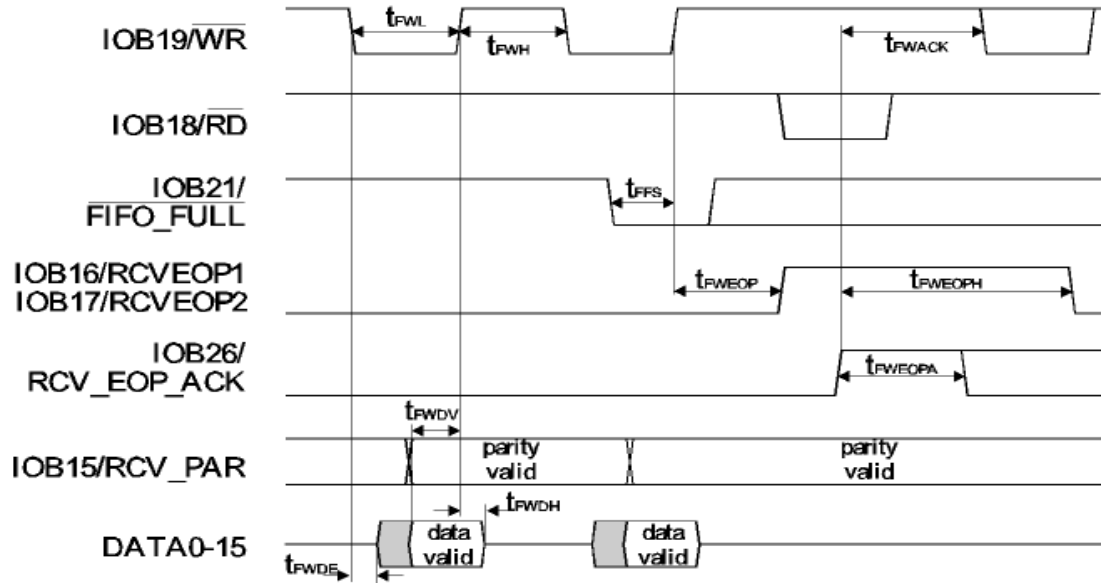 IOB19/WR
tFWL
tFWH
tFWACK
IOB18/RD
IOB21/
FIFO_FULL
tFFS
IOB16/RCVEOP1
IOB17/RCVEOP2
tFWEOP
tFWEOPH
IOB26/
RCV_EOP_ACK
tFWEOPA
tFWDV
IOB15/RCV_PAR
parity
valid
parity
valid
tFWDH
DATA0-15
data
valid
data
valid
tFWDE